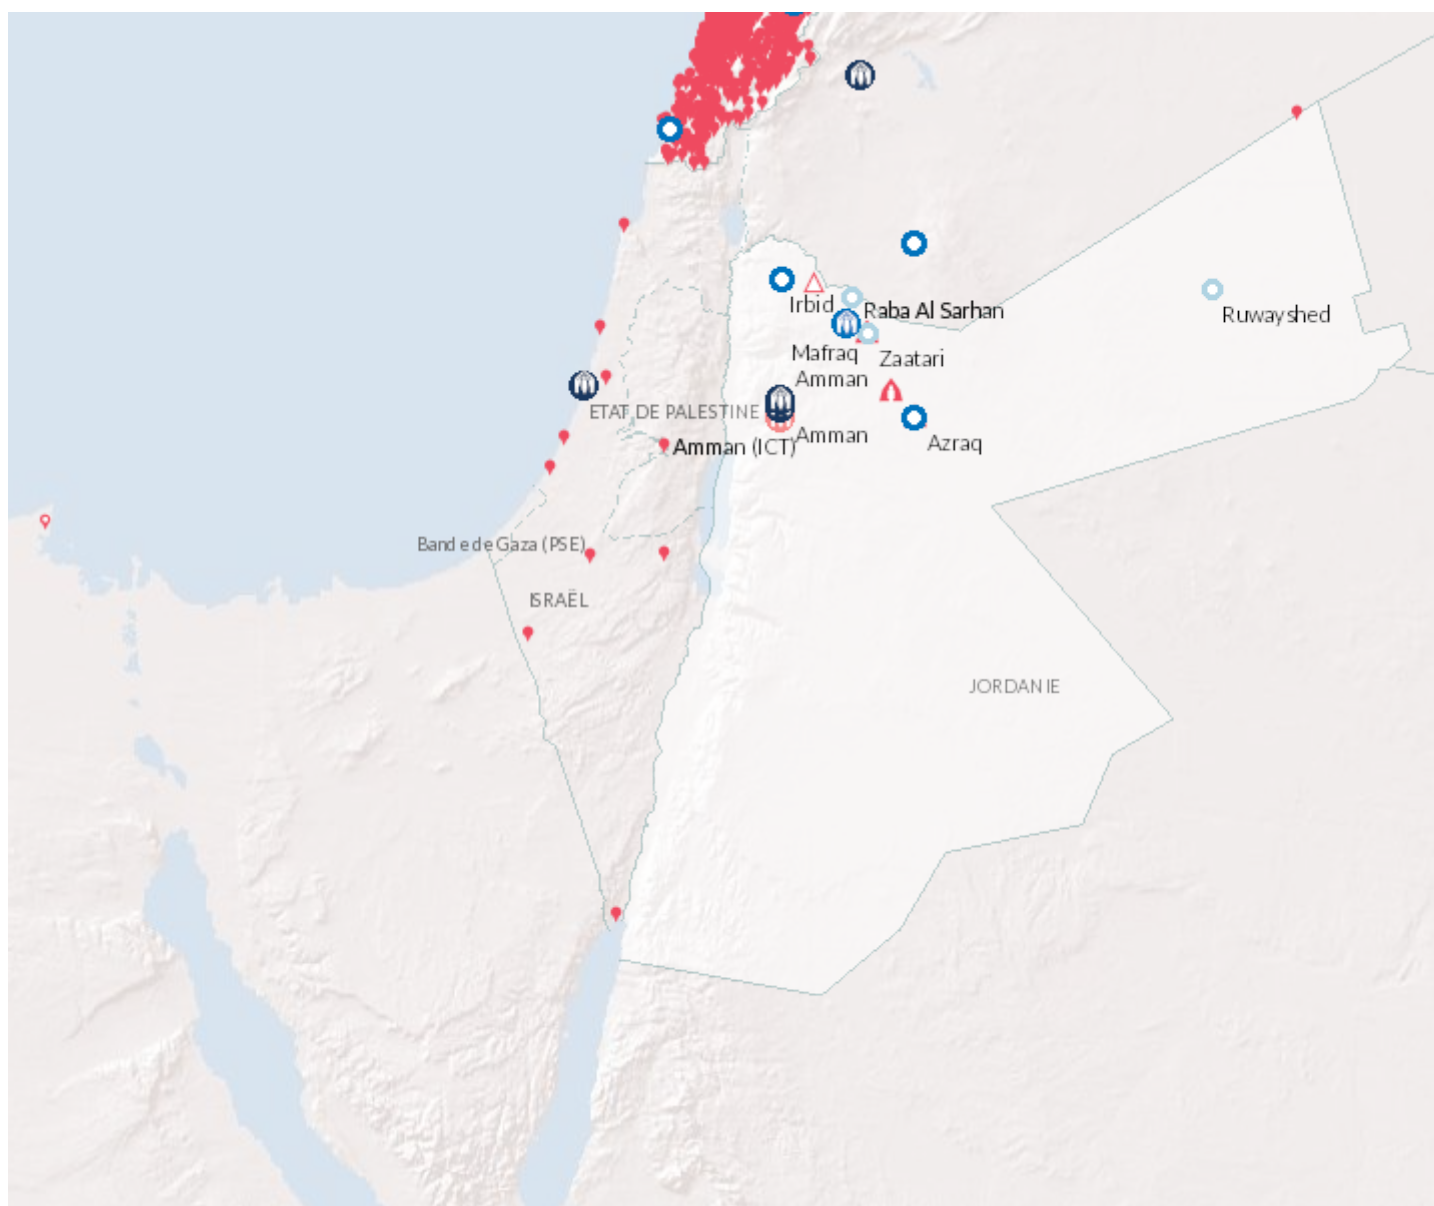 Irbid
Raba Al Sarhan
Ruwayshed
Mafraq
Zaatari
Amman
ETAT DE PALESTINE
Amman
Amman (ICT)
Azraq
Bande de Gaza (PSE)
ISRAËL
JORDANIE